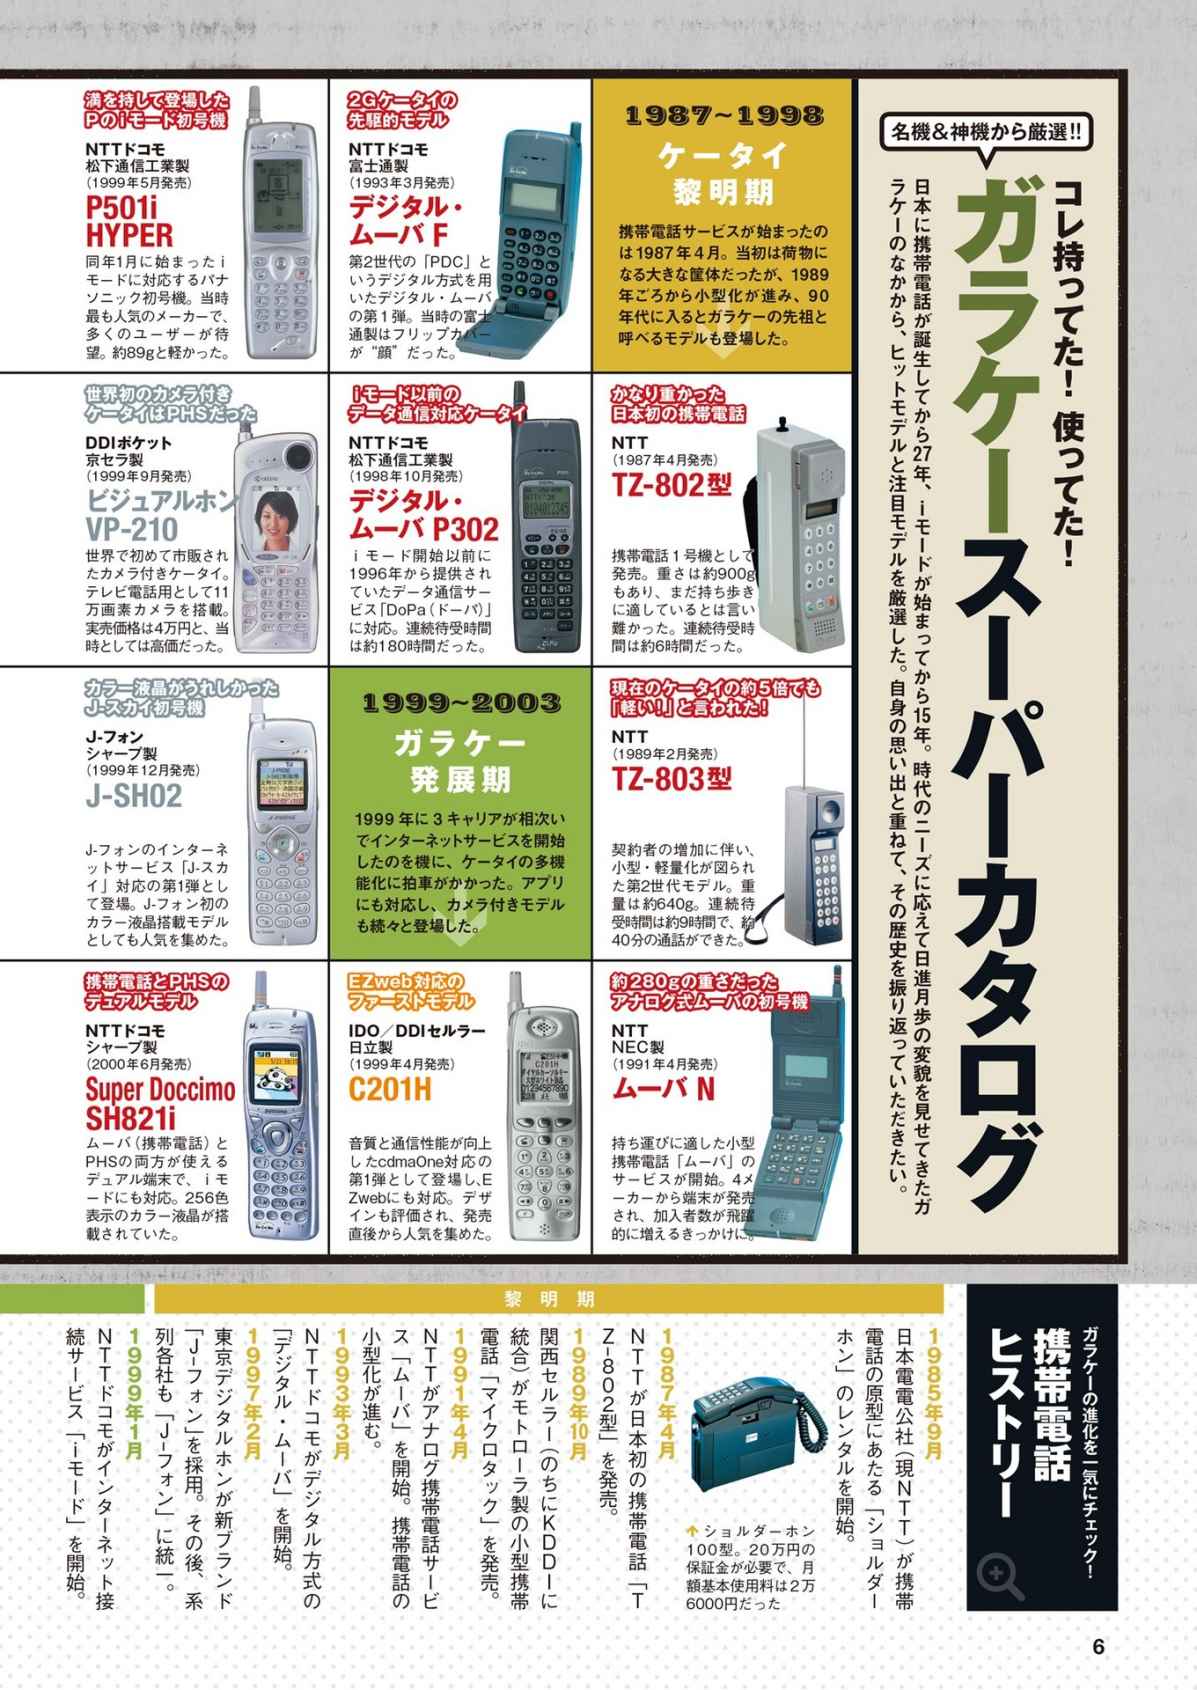 名機&神機から厳選!!
コレ持ってた！ 使ってた！
ガラケースーパーカタログ
日本に携帯電話が誕生してから27年、iモードが始まってから15年。時代のニーズに応えて日進月歩の変貌を見せてきたガ
ラケーのなかから、ヒットモデルと注目モデルを厳選した。自身の思い出と重ねて、その歴史を振り返っていただきたい。
1987~1998
ケータイ
黎明期
携帯電話サービスが始まったの
は1987年4月。当初は荷物に
なる大きな筐体だったが、1989
年ごろから小型化が進み、90
年代に入るとガラケーの先祖と
呼べるモデルも登場した。
かなり重かった
日本初の携帯電話
NTT
(1987年4月発売)
TZ-802型
携帯電話1号機として
発売。重さは約900g
もあり、まだ持ち歩き
に適しているとは言い
難かった。連続待受時
間は約6時間だった。
現在のケータイの約5倍でも
「軽い!」と言われた!
NTT
(1989年2月発売)
TZ-803型
契約者の増加に伴い、
小型・軽量化が図られ
た第2世代モデル。重
量は約640g。連続待
受時間は約9時間で、約
40分の通話ができた。
約280gの重さだった
アナログ式ムーバの初号機
NTT
NEC製
(1991年4月発売)
ムーバ N
持ち運びに適した小型
携帯電話「ムーバ」の
サービスが開始。4メ
ーカーから端末が発売
され、加入者数が飛躍
的に増えるきっかけに。
2Gケータイの
先駆的モデル
NTTドコモ
富士通製
(1993年3月発売)
デジタル・
ムーバ F
第2世代の「PDC」と
いうデジタル方式を用
いたデジタル・ムーバ
の第1弾。当時の富士
通製はフリップカバー
が“顔”だった。
iモード以前の
データ通信対応ケータイ
NTTドコモ
松下通信工業製
(1998年10月発売)
デジタル・
ムーバ P302
iモード開始以前に
1996年から提供され
ていたデータ通信サー
ビス「DoPa(ドーパ)」
に対応。連続待受時間
は約180時間だった。
1999~2003
ガラケー
発展期
1999年に3キャリアが相次い
でインターネットサービスを開始
したのを機に、ケータイの多機
能化に拍車がかかった。アプリ
にも対応し、カメラ付きモデル
も続々と登場した。
EZweb対応の
ファーストモデル
IDO/DDIセルラー
日立製
(1999年4月発売)
C201H
音質と通信性能が向上
したcdmaOne対応の
第1弾として登場し、E
Zwebにも対応。デザ
インも評価され、発売
直後から人気を集めた。
満を持して登場した
Pのiモード初号機
NTTドコモ
松下通信工業製
(1999年5月発売)
P501i
HYPER
同年1月に始まったi
モードに対応するパナ
ソニック初号機。当時
最も人気のメーカーで、
多くのユーザーが待
望。約89gと軽かった。
世界初のカメラ付き
ケータイはPHSだった
DDIポケット
京セラ製
(1999年9月発売)
ビジュアルホン
VP-210
世界で初めて市販され
たカメラ付きケータイ。
テレビ電話用として11
万画素カメラを搭載。
実売価格は4万円と、当
時としては高価だった。
カラー液晶がうれしかった
J-スカイ初号機
J-フォン
シャープ製
(1999年12月発売)
J-SH02
J-フォンのインターネ
ットサービス「J-スカ
イ」対応の第1弾とし
て登場。J-フォン初の
カラー液晶搭載モデル
としても人気を集めた。
携帯電話とPHSの
デュアルモデル
NTTドコモ
シャープ製
(2000年6月発売)
Super Doccimo
SH821i
ムーバ(携帯電話)と
PHSの両方が使える
デュアル端末で、iモ
ードにも対応。256色
表示のカラー液晶が搭
載されていた。
ガラケーの進化を一気にチェック！
携帯電話
ヒストリー
黎明期
1985年9月
日本電電公社(現NTT)が携帯
電話の原型にあたる「ショルダー
ホン」のレンタルを開始。
↑ショルダーホン
100型。20万円の
保証金が必要で、月
額基本使用料は2万
6000円だった
1987年4月
NTTが日本初の携帯電話「T
Z-802型」を発売。
1989年10月
関西セルラー(のちにKDDIに
統合)がモトローラ製の小型携帯
電話「マイクロタック」を発売。
1991年4月
NTTがアナログ携帯電話サービ
ス「ムーバ」を開始。携帯電話の
小型化が進む。
1993年3月
NTTドコモがデジタル方式の
「デジタル・ムーバ」を開始。
1997年2月
東京デジタルホンが新ブランド
「J-フォン」を採用。その後、系
列各社も「J-フォン」に統一。
1999年1月
NTTドコモがインターネット接
続サービス「iモード」を開始。
6